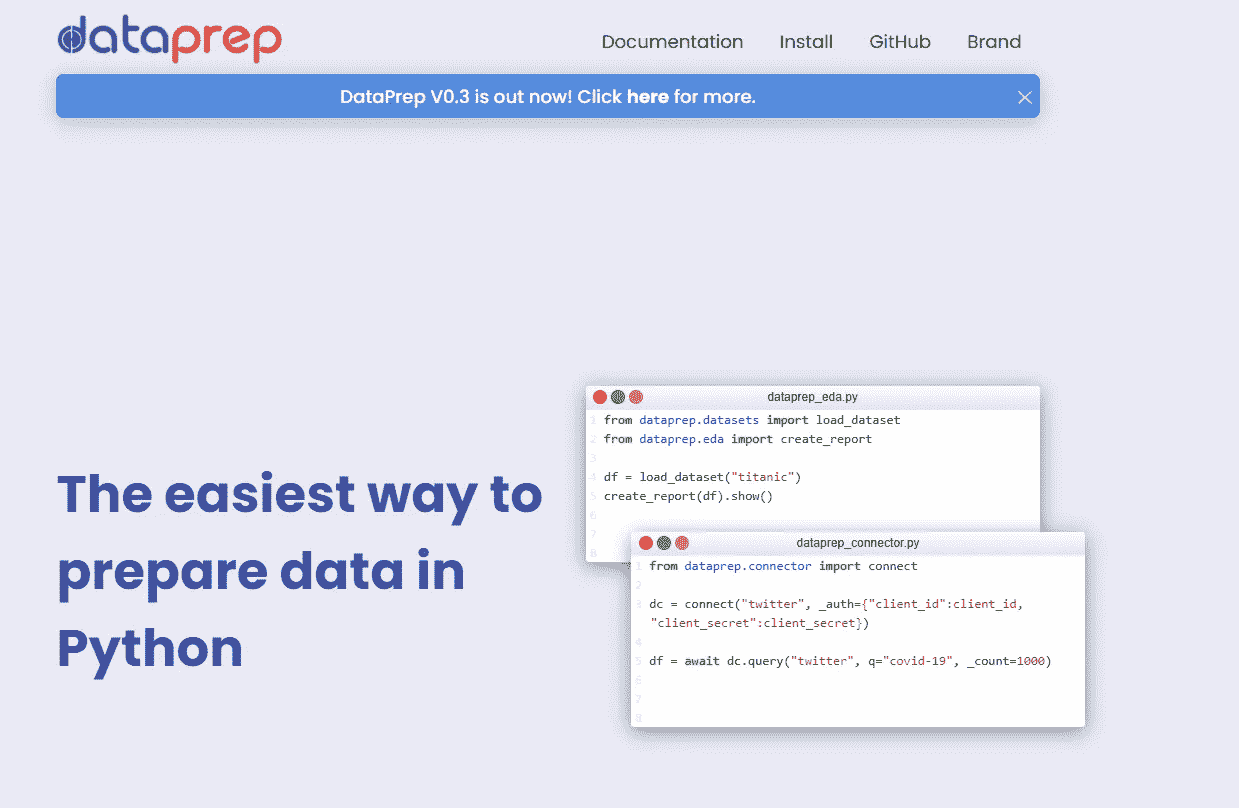 dataprep
Documentation Install GitHub Brand
DataPrep V0.3 is out now! Click here for more.
The easiest way to
prepare data in
Python
dataprep_eda.py
1 from dataprep.datasets import load_dataset
2 from dataprep.eda import create_report
3
4 df = load_dataset("titanic")
5 create_report(df).show()
6
7
8
dataprep_connector.py
1 from dataprep.connector import connect
2
3 dc = connect("twitter", _auth={"client_id":client_id,
"client_secret":client_secret})
4
5 df = await dc.query("twitter", q="covid-19", _count=1000)
6
7
8